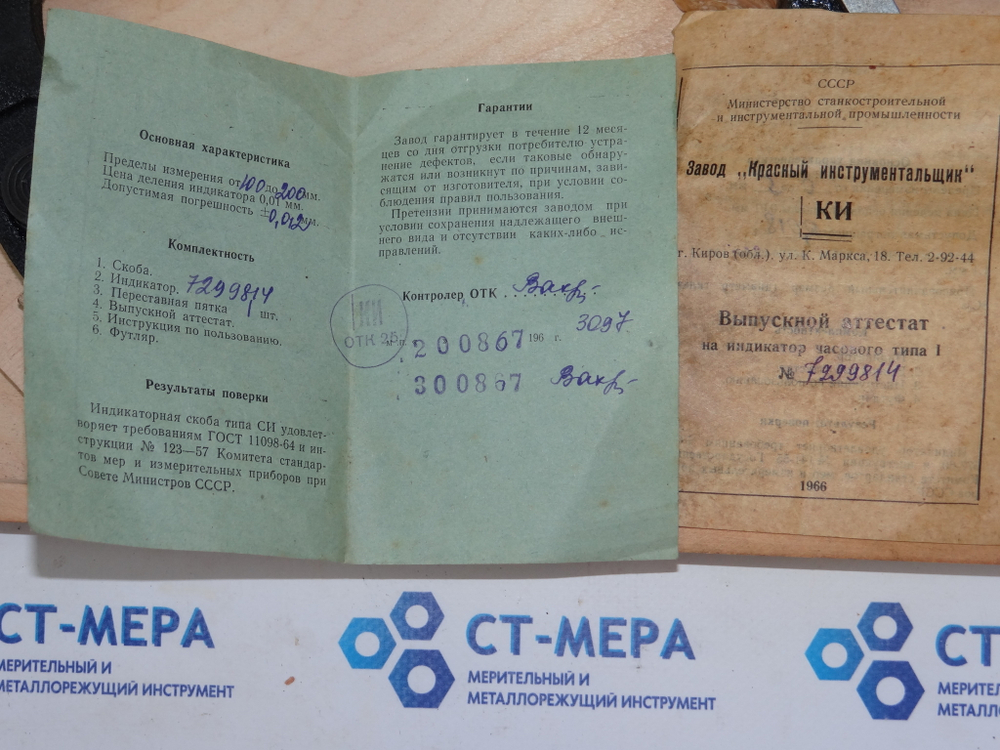 Основная характеристика
Пределы измерения от 100 до 200 мм.
Цена деления индикатора 0,01 мм.
Допустимая погрешность ± 0,012 мм.
Комплектность
1. Скоба.
2. Индикатор. 7299814
3. Переставная пятка 1 шт.
4. Выпускной аттестат.
5. Инструкция по пользованию.
6. Футляр.
Результаты поверки
Индикаторная скоба типа СИ удовлет-
воряет требованиям ГОСТ 11098-64 и ин-
струкции № 123—57 Комитета стандар-
тов мер и измерительных приборов при
Совете Министров СССР.
Гарантии
Завод гарантирует в течение 12 меся-
цев со дня отгрузки потребителю устра-
нение дефектов, если таковые обнару-
жатся или возникнут по причинам, зави-
сящим от изготовителя, при условии со-
блюдения правил пользования.
Претензии принимаются заводом при
условии сохранения надлежащего внеш-
него вида и отсутствии каких-либо ис-
правлений.
Контролер ОТК
3097
КИ
ОТК 25
200867 196 г.
300867
СССР
Министерство станкостроительной
и инструментальной промышленности
Завод „Красный инструментальщик"
КИ
г. Киров (обл.). ул. К. Маркса, 18. Тел. 2-92-44
Выпускной аттестат
на индикатор часового типа I
№ 7299814
1966
СТ-МЕРА
МЕРИТЕЛЬНЫЙ И
МЕТАЛЛОРЕЖУЩИЙ ИНСТРУМЕНТ
СТ-МЕРА
МЕРИТЕЛЬНЫЙ И
МЕТАЛЛОРЕЖУЩИЙ ИНСТРУМЕНТ
СТ
МЕРИТЕЛ
МЕТАЛЛО